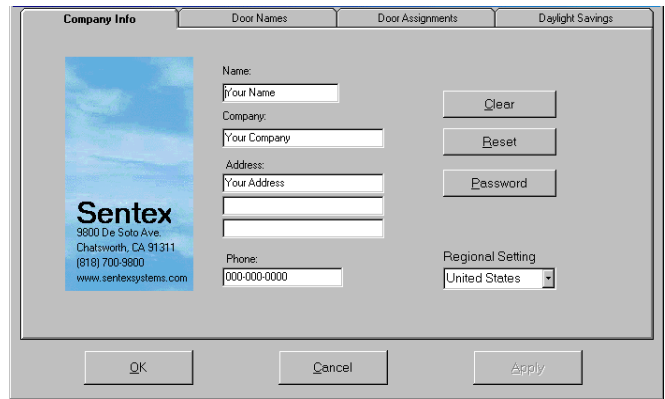 Company Info
Door Names
Door Assignments
Daylight Savings
Name:
Your Name
Company:
Your Company
Address:
Your Address
Phone:
000-000-0000
Sentex
9800 De Soto Ave.
Chatsworth, CA 91311
(818) 700-9800
www.sentexsystems.com
Clear
Reset
Password
Regional Setting
United States
OK
Cancel
Apply